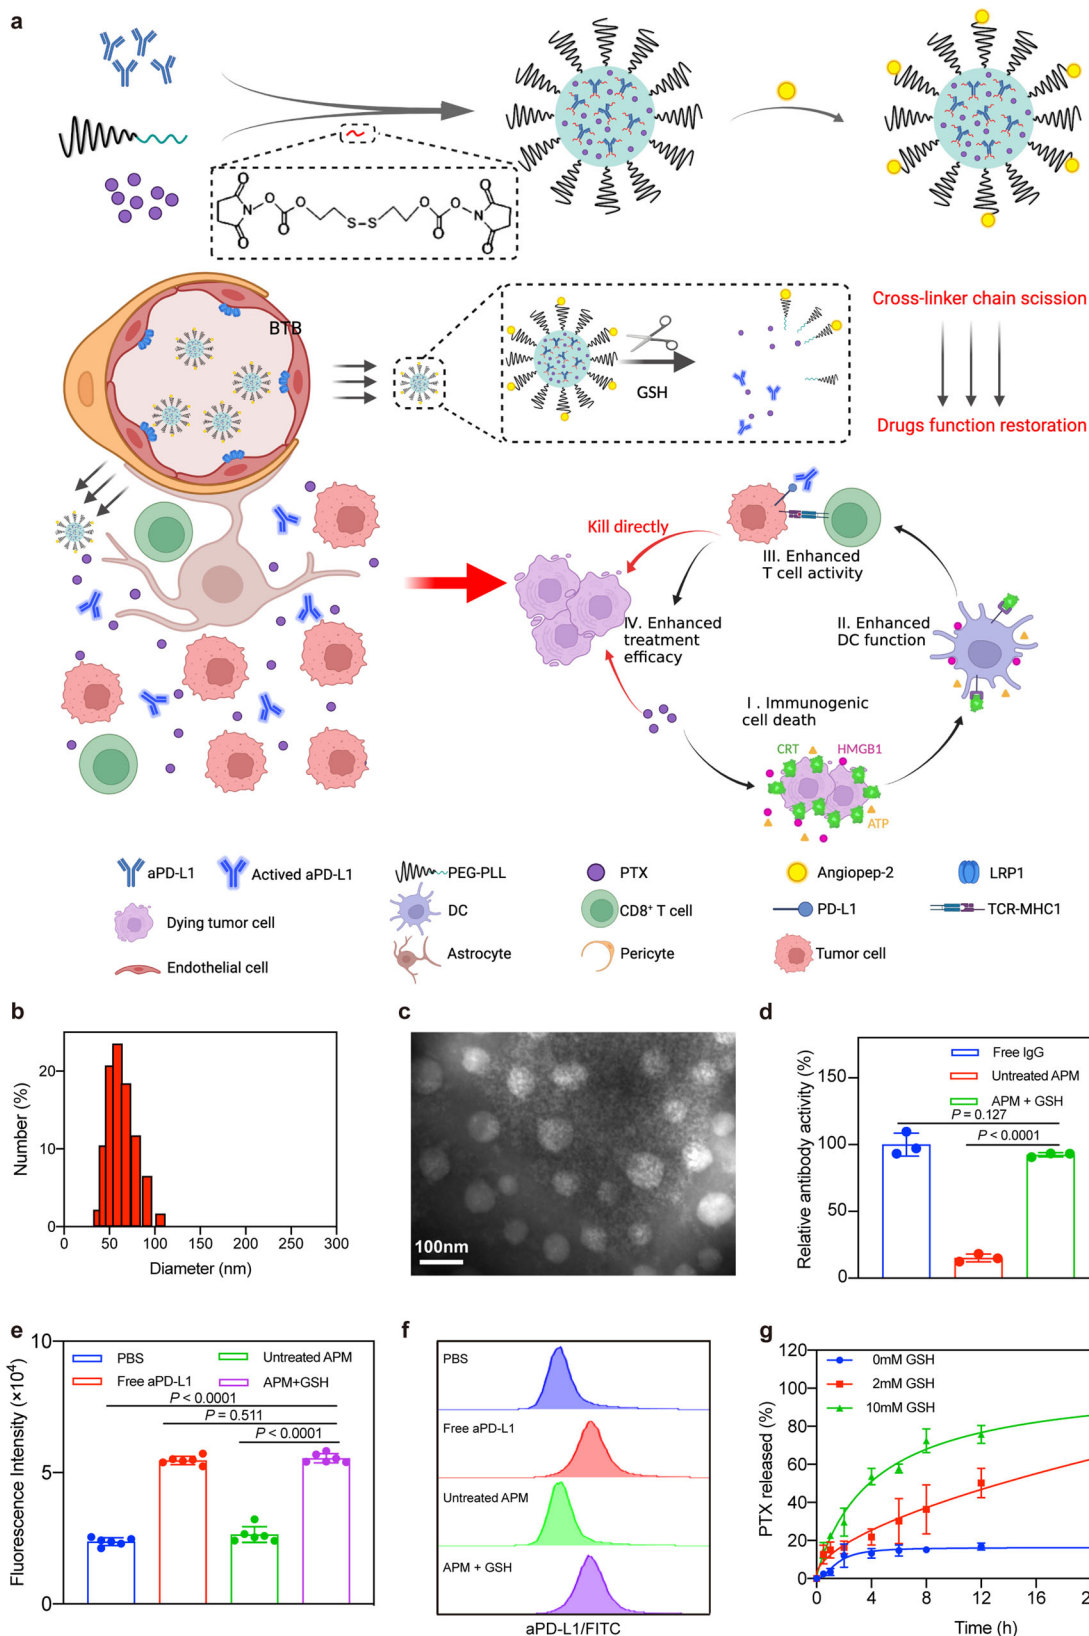 a
O
O
O
O
O
O
O
O
O
O
N
N
S–S
BTB
GSH
Cross-linker chain scission
Drugs function restoration
Kill directly
III. Enhanced
T cell activity
IV. Enhanced
treatment
efficacy
II. Enhanced
DC function
I . Immunogenic
cell death
CRT
HMGB1
ATP
aPD-L1
Actived aPD-L1
PEG-PLL
PTX
Angiopep-2
LRP1
Dying tumor cell
DC
CD8⁺ T cell
PD-L1
TCR-MHC1
Endothelial cell
Astrocyte
Pericyte
Tumor cell
b
Number (%)
20
10
0
0 50 100 150 200 250 300
Diameter (nm)
c
100nm
d
Relative antibody activity (%)
150
100
50
0
Free IgG
Untreated APM
APM + GSH
P = 0.127
P < 0.0001
e
Fluorescence Intensity (×10⁴)
10
5
0
PBS
Untreated APM
Free aPD-L1
APM+GSH
P < 0.0001
P = 0.511
P < 0.0001
f
PBS
Free aPD-L1
Untreated APM
APM + GSH
aPD-L1/FITC
g
PTX released (%)
120
100
80
60
40
20
0
0mM GSH
2mM GSH
10mM GSH
0 4 8 12 16
Time (h)